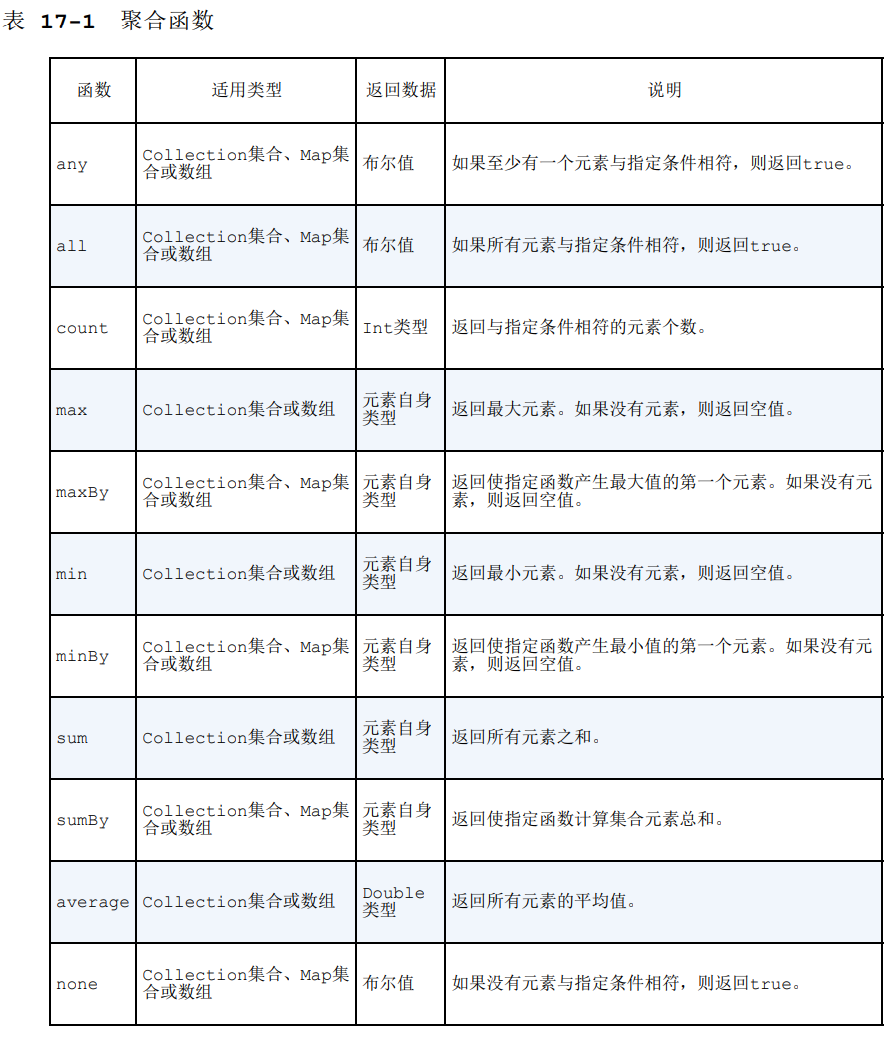 表 17-1 聚合函数
函数 适用类型 返回数据 说明
any
Collection集合、Map集
合或数组
布尔值
如果至少有一个元素与指定条件相符，则返回true。
all
Collection集合、Map集
合或数组
布尔值
如果所有元素与指定条件相符，则返回true。
count
Collection集合、Map集
合或数组
Int类型
返回与指定条件相符的元素个数。
max
Collection集合或数组
元素自身
类型
返回最大元素。如果没有元素，则返回空值。
maxBy
Collection集合、Map集
合或数组
元素自身
类型
返回使指定函数产生最大值的第一个元素。如果没有元
素，则返回空值。
min
Collection集合或数组
元素自身
类型
返回最小元素。如果没有元素，则返回空值。
minBy
Collection集合、Map集
合或数组
元素自身
类型
返回使指定函数产生最小值的第一个元素。如果没有元
素，则返回空值。
sum
Collection集合或数组
元素自身
类型
返回所有元素之和。
sumBy
Collection集合、Map集
合或数组
元素自身
类型
返回使指定函数计算集合元素总和。
average
Collection集合或数组
Double
类型
返回所有元素的平均值。
none
Collection集合、Map集
合或数组
布尔值
如果没有元素与指定条件相符，则返回true。